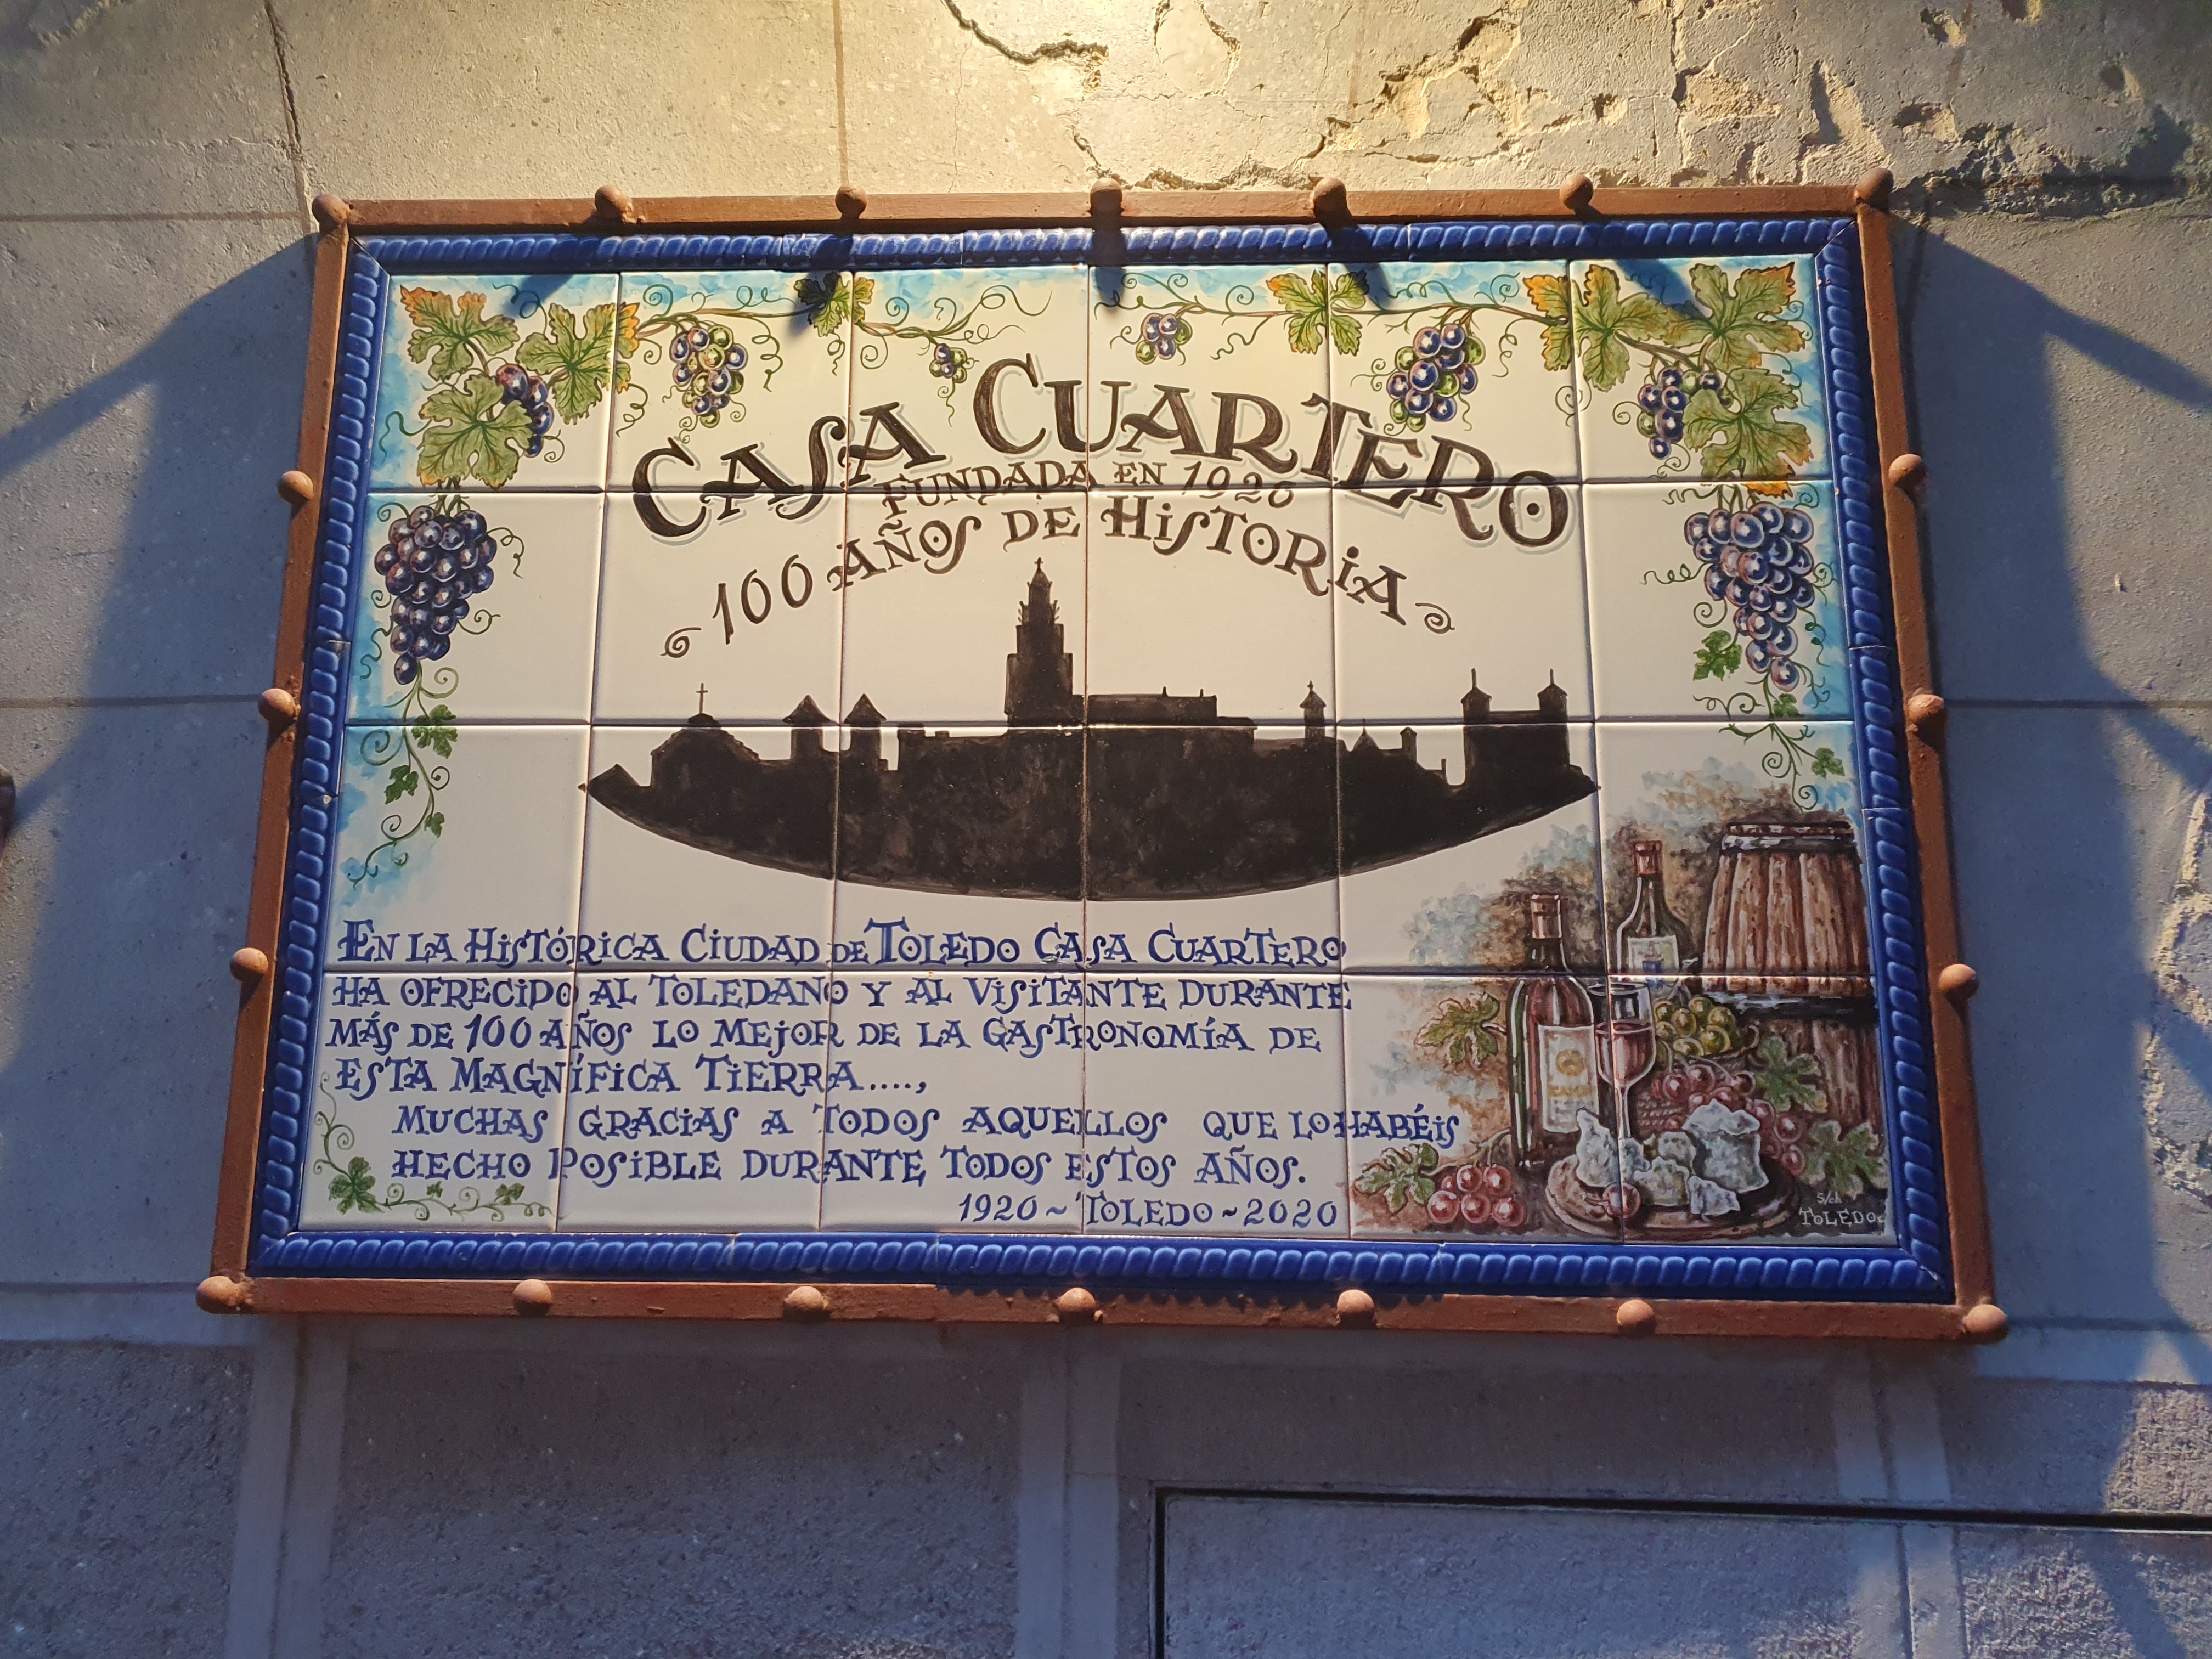 CASA CUARTERO
FUNDADA EN 1920
100 AÑOS DE HiSTORiA
EN LA HiSTÓRiCA CiUDAD DE TOLEDO CASA CUARTERO
HA OFRECiDO AL TOLEDANO Y AL ViSiTANTE DURANTE
MÁS DE 100 AÑOS LO MEjOR DE LA GASTRONOMÍA DE
ESTA MAGNÍFiCA TiERRA....,
MUCHAS GRACiAS A TODOS AQUELLOS QUE LO HABÉiS
HECHO POSiBLE DURANTE TODOS ESTOS AÑOS.
1920 ~ TOLEDO ~ 2020
TOLEDO